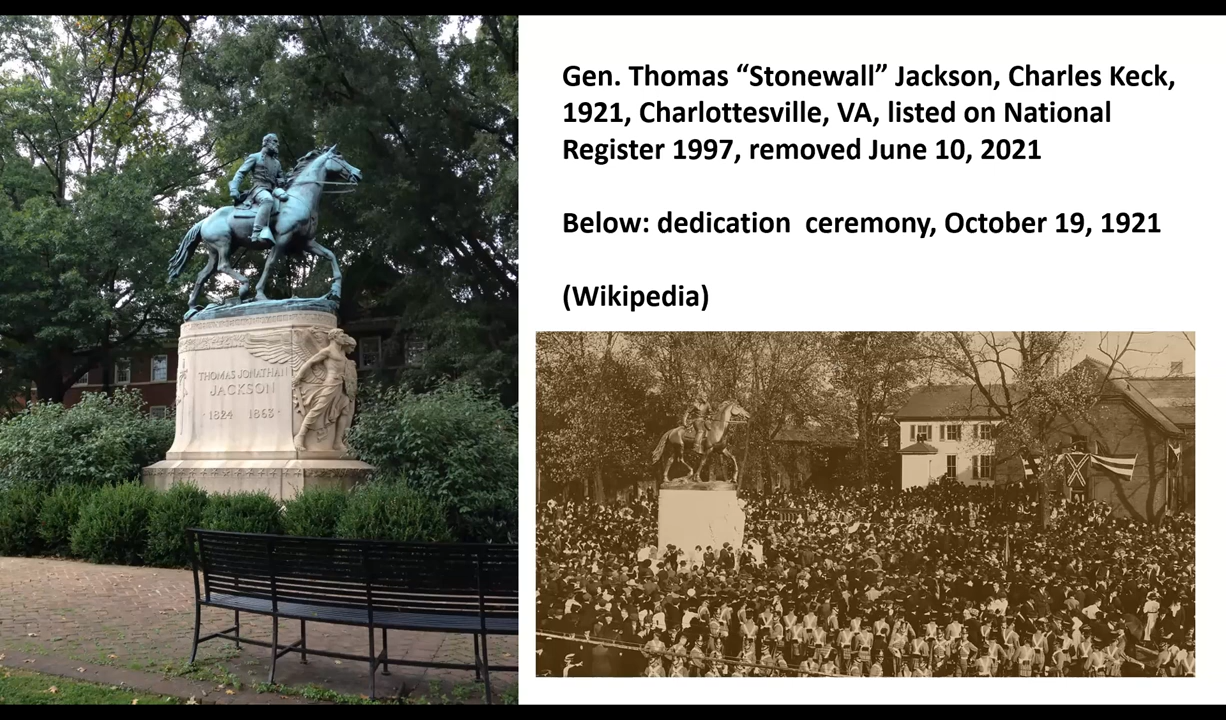 Gen. Thomas “Stonewall” Jackson, Charles Keck,
1921, Charlottesville, VA, listed on National
Register 1997, removed June 10, 2021
Below: dedication  ceremony, October 19, 1921
(Wikipedia)
THOMAS JONATHAN
JACKSON
· 1824 1863 ·